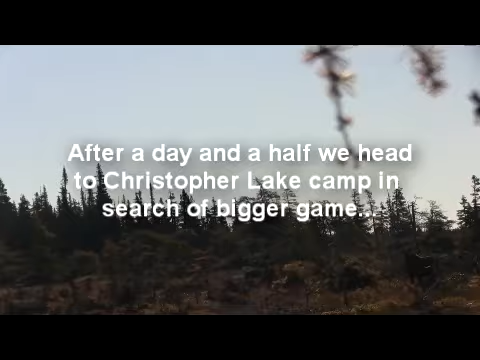 After a day and a half we head
to Christopher Lake camp in
search of bigger game...